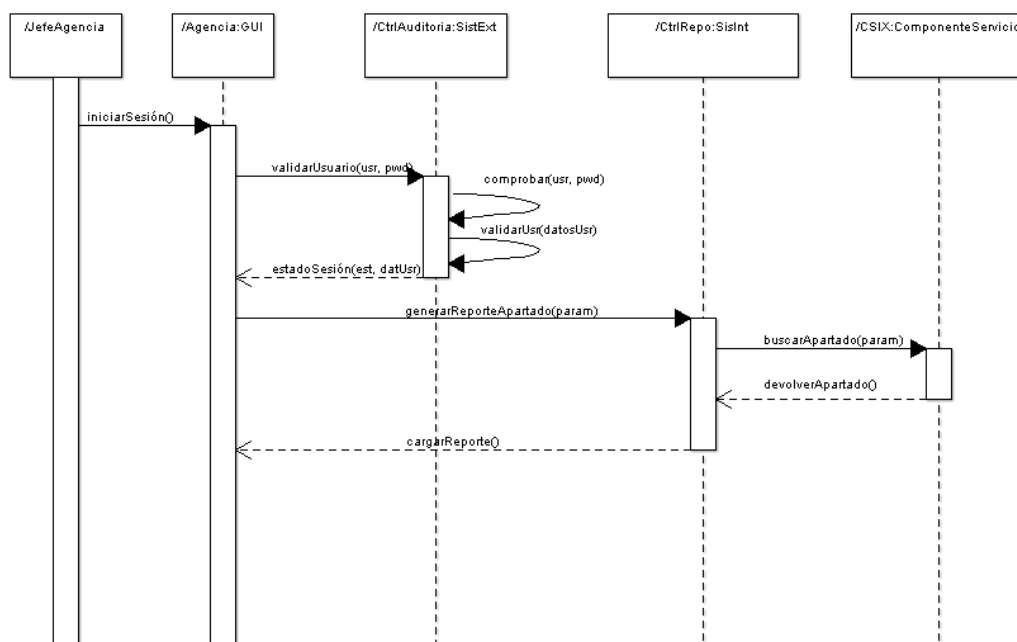 /JefeAgencia
/Agencia:GUI
/CtrlAuditoria:SistExt
/CtrlRepo:SisInt
/CSIX:ComponenteServicio
iniciarSesión()
validarUsuario(usr, pwd)
comprobar(usr, pwd)
validarUsr(datosUsr)
estadoSesión(est, datUsr)
generarReporteApartado(param)
buscarApartado(param)
devolverApartado()
cargarReporte()